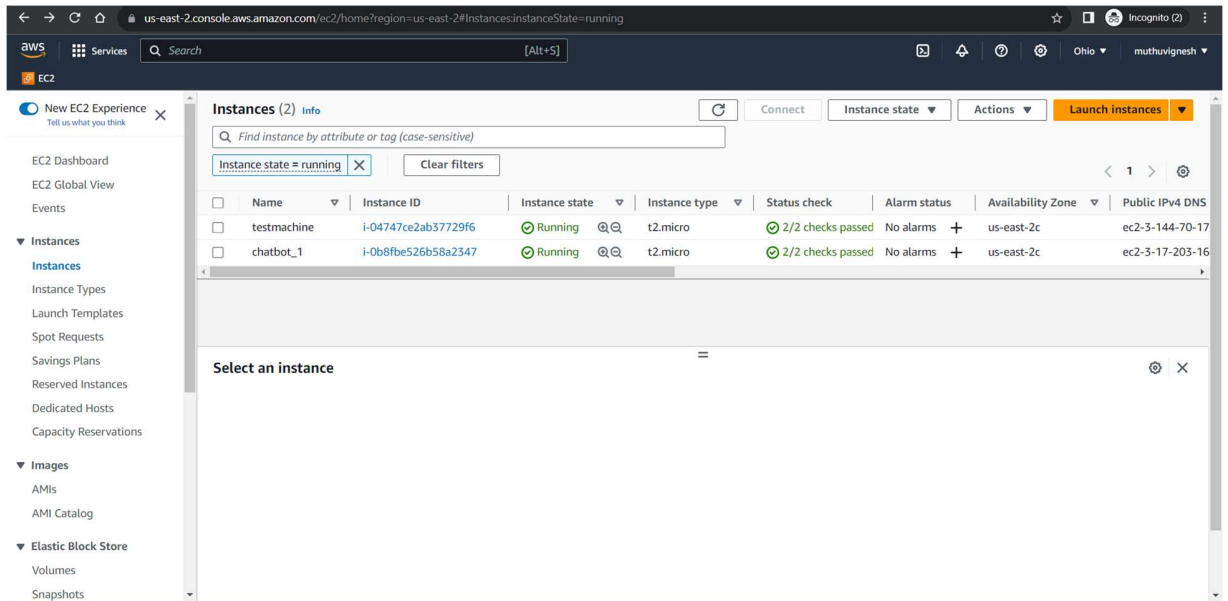 us-east-2.console.aws.amazon.com/ec2/home?region=us-east-2#Instances:instanceState=running
Incognito (2)
aws
Services
Search
[Alt+S]
Ohio
muthuvignesh
EC2
New EC2 Experience
Tell us what you think
EC2 Dashboard
EC2 Global View
Events
Instances
Instances
Instance Types
Launch Templates
Spot Requests
Savings Plans
Reserved Instances
Dedicated Hosts
Capacity Reservations
Images
AMIs
AMI Catalog
Elastic Block Store
Volumes
Snapshots
Instances (2) Info
Connect
Instance state
Actions
Launch instances
Find instance by attribute or tag (case-sensitive)
Instance state = running
Clear filters
1
Name Instance ID Instance state Instance type Status check Alarm status Availability Zone Public IPv4 DNS
testmachine i-04747ce2ab37729f6 Running t2.micro 2/2 checks passed No alarms + us-east-2c ec2-3-144-70-17
chatbot_1 i-0b8fbe526b58a2347 Running t2.micro 2/2 checks passed No alarms + us-east-2c ec2-3-17-203-16
Select an instance